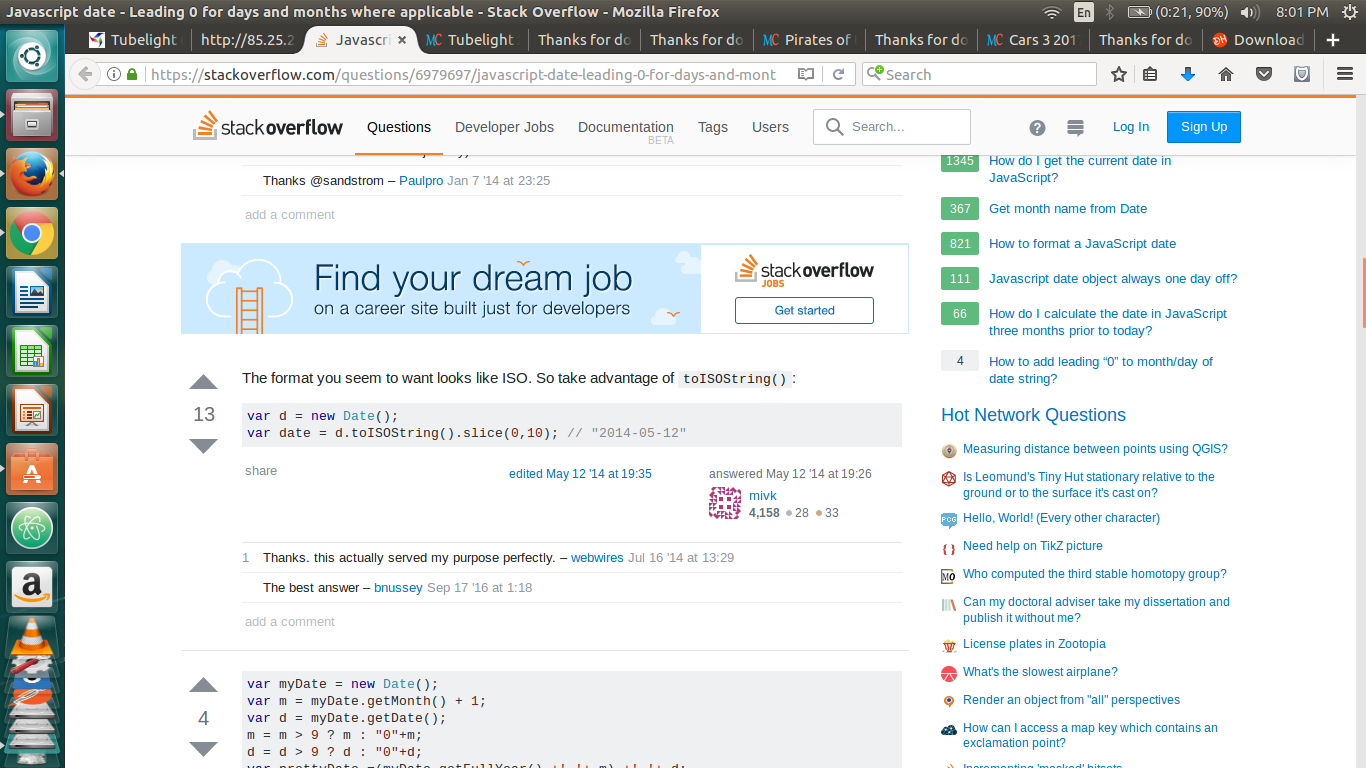 Javascript date - Leading 0 for days and months where applicable - Stack Overflow - Mozilla Firefox
En (0:21, 90%) 8:01 PM
Tubelight http://85.25.2 Javascri × MC Tubelight Thanks for do Thanks for do MC Pirates of Thanks for do MC Cars 3 201 Thanks for do DH Download +
https://stackoverflow.com/questions/6979697/javascript-date-leading-0-for-days-and-mont Search
stackoverflow Questions Developer Jobs Documentation BETA Tags Users Search... Log In Sign Up
Thanks @sandstrom – Paulpro Jan 7 '14 at 23:25
add a comment
Find your dream job
on a career site built just for developers
stackoverflow
JOBS
Get started
The format you seem to want looks like ISO. So take advantage of toISOString():
13
var d = new Date();
var date = d.toISOString().slice(0,10); // "2014-05-12"
share edited May 12 '14 at 19:35 answered May 12 '14 at 19:26
mivk
4,158 28 33
1 Thanks. this actually served my purpose perfectly. – webwires Jul 16 '14 at 13:29
The best answer – bnussey Sep 17 '16 at 1:18
add a comment
4
var myDate = new Date();
var m = myDate.getMonth() + 1;
var d = myDate.getDate();
m = m > 9 ? m : "0"+m;
d = d > 9 ? d : "0"+d;
1345 How do I get the current date in
JavaScript?
367 Get month name from Date
821 How to format a JavaScript date
111 Javascript date object always one day off?
66 How do I calculate the date in JavaScript
three months prior to today?
4 How to add leading “0” to month/day of
date string?
Hot Network Questions
Measuring distance between points using QGIS?
Is Leomund's Tiny Hut stationary relative to the
ground or to the surface it's cast on?
PCG Hello, World! (Every other character)
Need help on TikZ picture
MO Who computed the third stable homotopy group?
Can my doctoral adviser take my dissertation and
publish it without me?
License plates in Zootopia
What's the slowest airplane?
Render an object from "all" perspectives
How can I access a map key which contains an
exclamation point?
Incrementing 'masked' bitsets